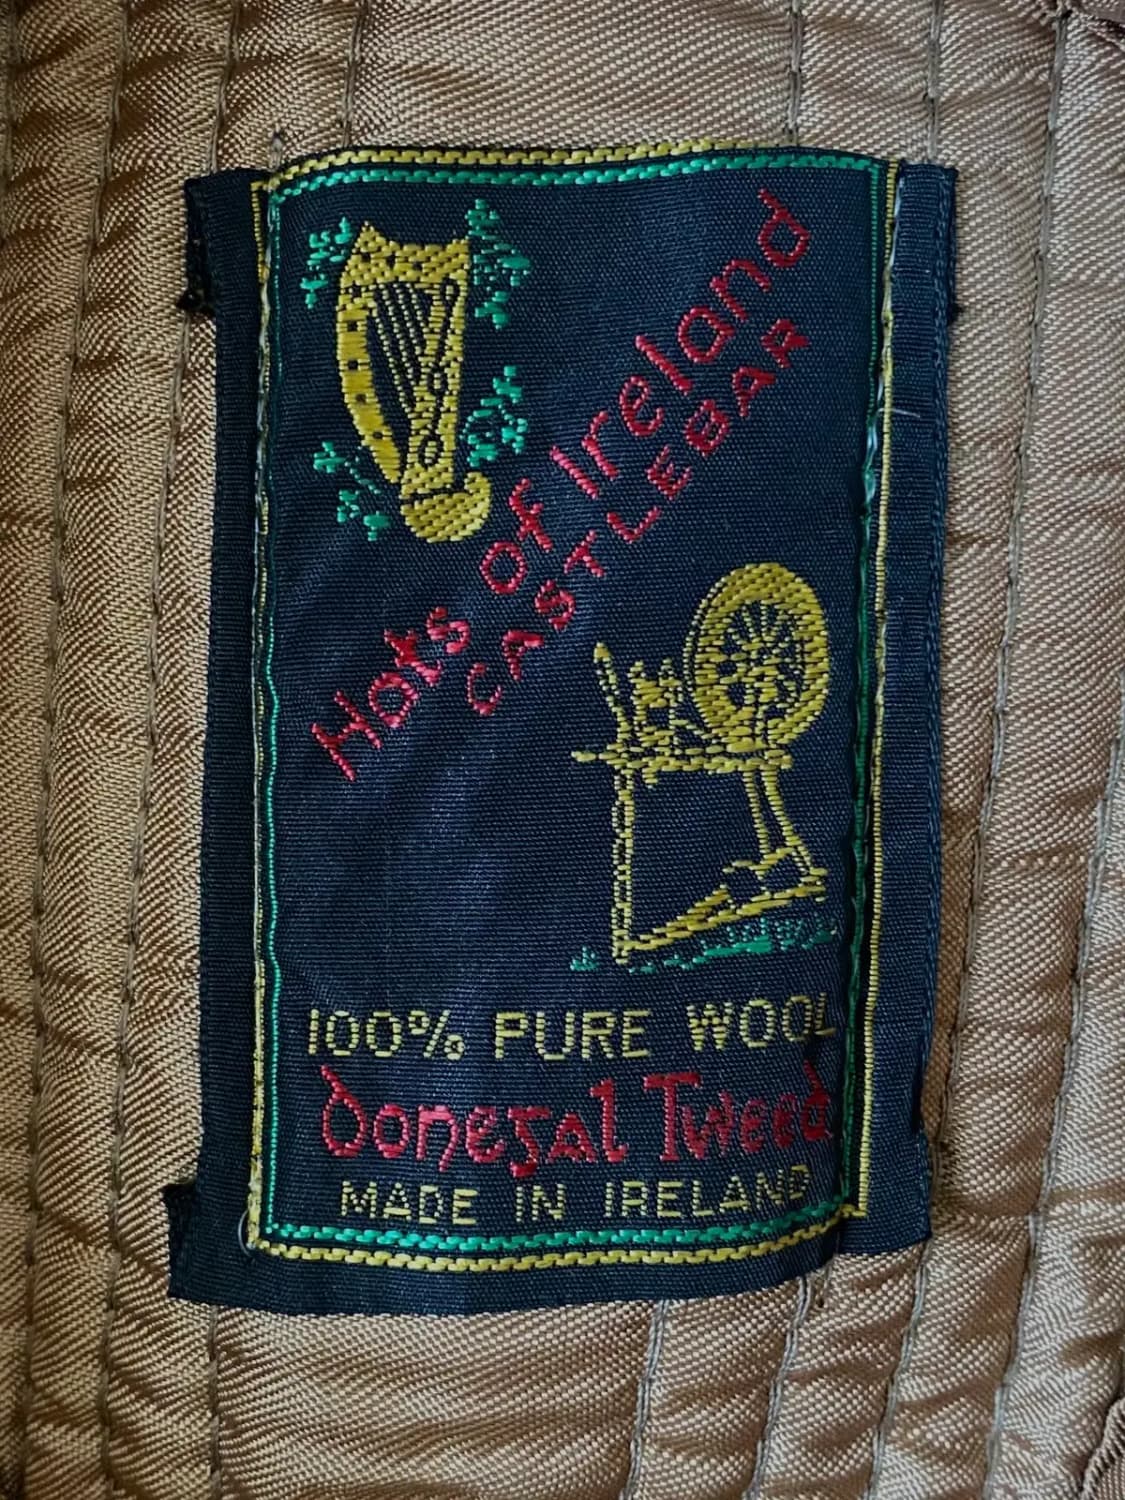 Hats of Ireland
CASTLEBAR
100% PURE WOOL
Donegal Tweed
MADE IN IRELAND